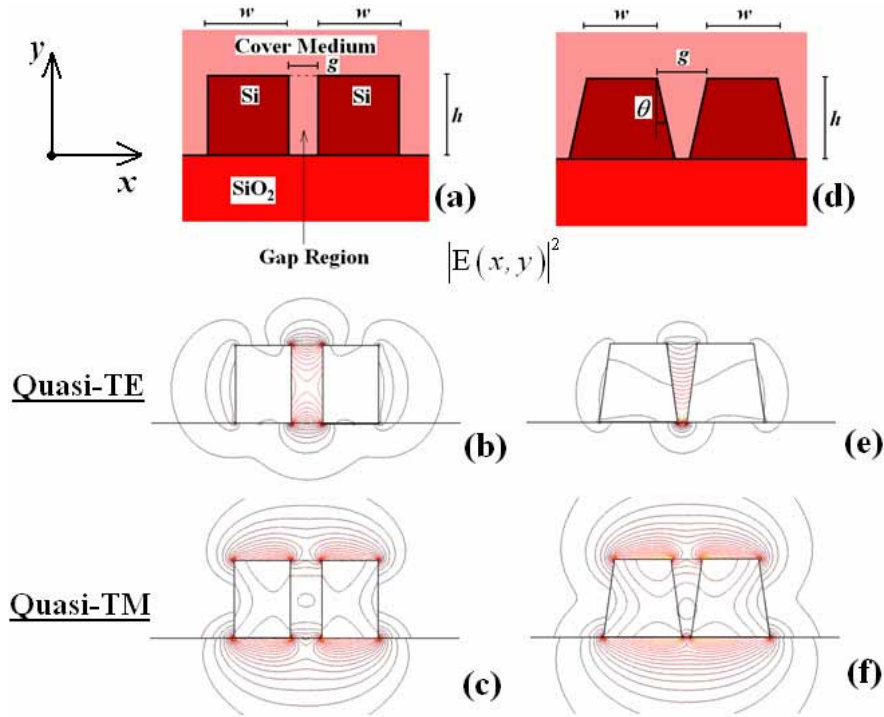 w w
y
Cover Medium
g
Si Si
h
x
SiO2
(a)
Gap Region
w w
g
θ
h
(d)
|E(x, y)|²
Quasi-TE
(b)
(e)
Quasi-TM
(c)
(f)